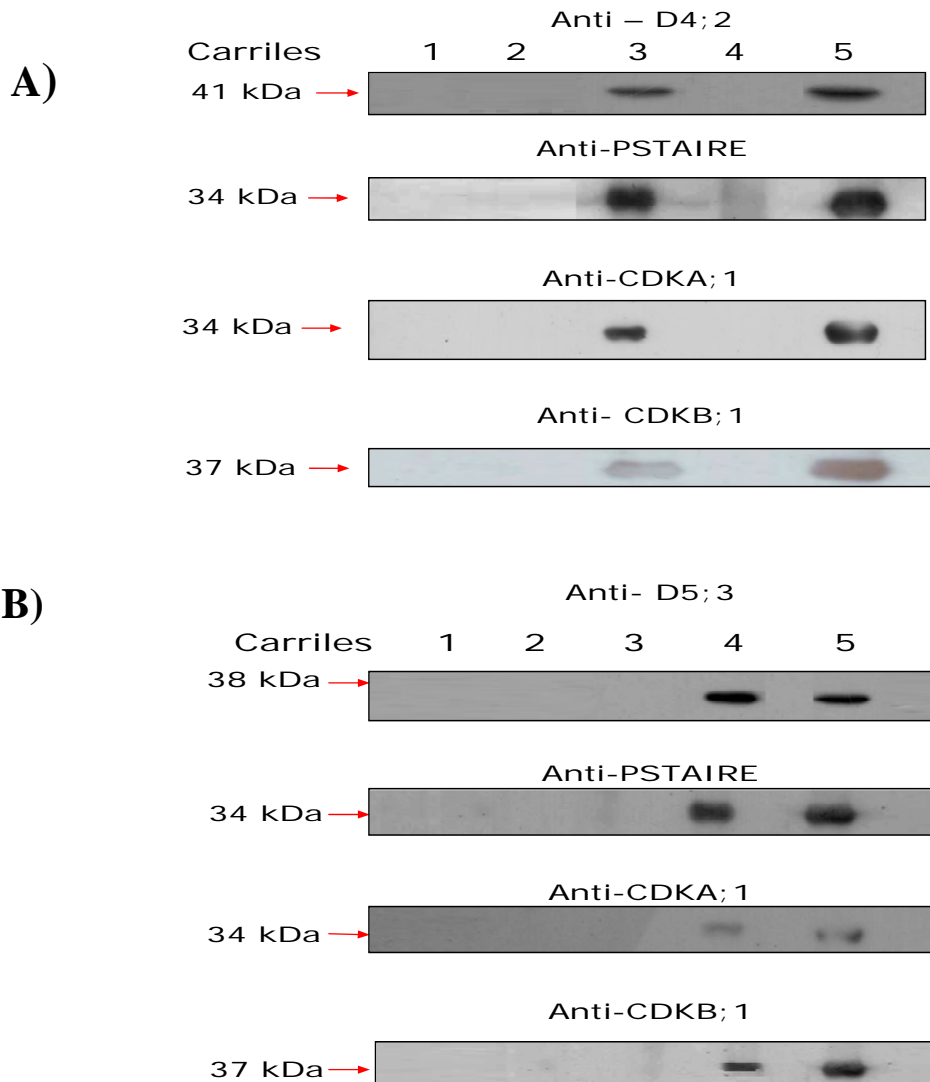 Anti – D4;2
Carriles 1 2 3 4 5
A)
41 kDa
Anti-PSTAIRE
34 kDa
Anti-CDKA;1
34 kDa
Anti- CDKB;1
37 kDa
B)
Anti- D5;3
Carriles 1 2 3 4 5
38 kDa
Anti-PSTAIRE
34 kDa
Anti-CDKA;1
34 kDa
Anti-CDKB;1
37 kDa